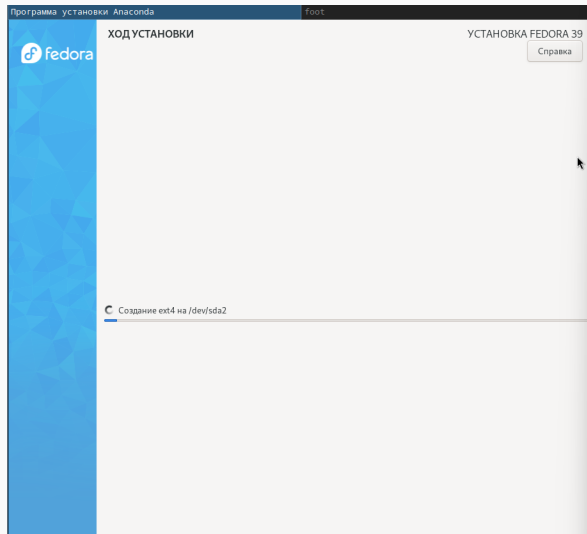 Программа установки Anaconda
foot
fedora
ХОД УСТАНОВКИ
УСТАНОВКА FEDORA 39
Справка
Создание ext4 на /dev/sda2